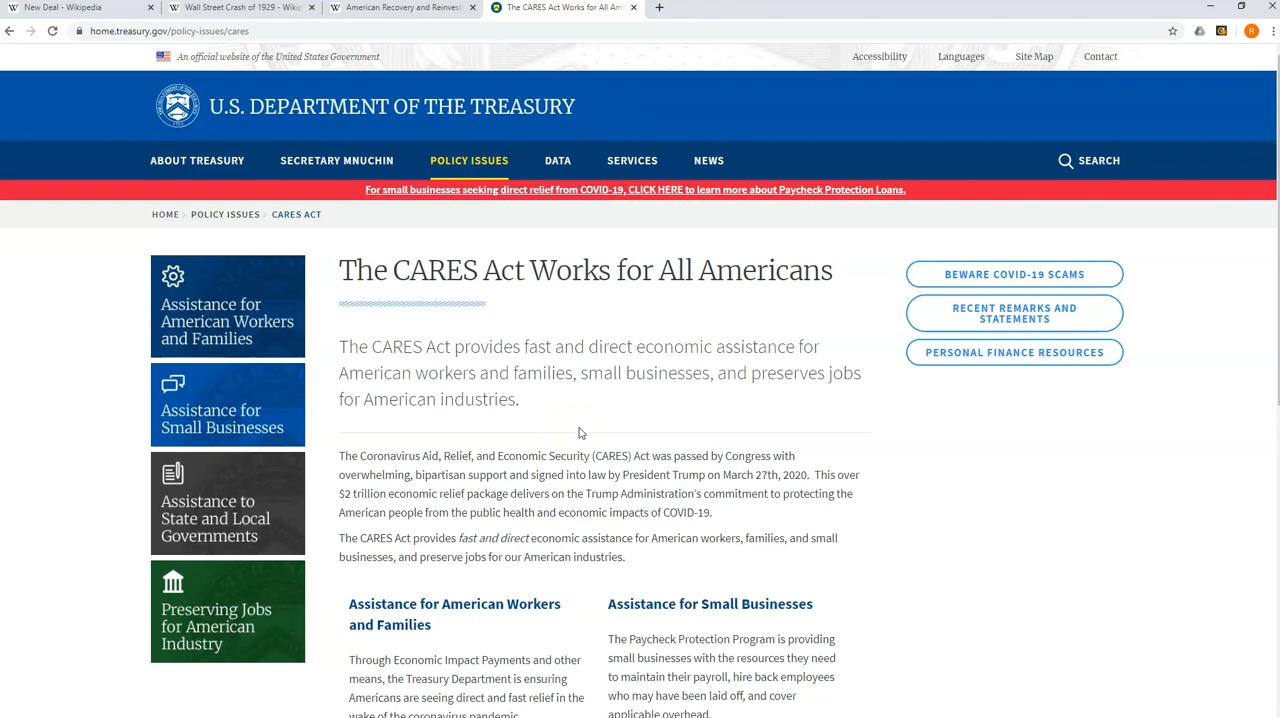 New Deal - Wikipedia
Wall Street Crash of 1929 - Wikip
American Recovery and Reinvest
The CARES Act Works for All Am
home.treasury.gov/policy-issues/cares
R
An official website of the United States Government
Accessibility
Languages
Site Map
Contact
U.S. DEPARTMENT OF THE TREASURY
ABOUT TREASURY
SECRETARY MNUCHIN
POLICY ISSUES
DATA
SERVICES
NEWS
SEARCH
For small businesses seeking direct relief from COVID-19, CLICK HERE to learn more about Paycheck Protection Loans.
HOME > POLICY ISSUES > CARES ACT
Assistance for
American Workers
and Families
Assistance for
Small Businesses
Assistance to
State and Local
Governments
Preserving Jobs
for American
Industry
The CARES Act Works for All Americans
The CARES Act provides fast and direct economic assistance for
American workers and families, small businesses, and preserves jobs
for American industries.
The Coronavirus Aid, Relief, and Economic Security (CARES) Act was passed by Congress with
overwhelming, bipartisan support and signed into law by President Trump on March 27th, 2020. This over
$2 trillion economic relief package delivers on the Trump Administration's commitment to protecting the
American people from the public health and economic impacts of COVID-19.
The CARES Act provides fast and direct economic assistance for American workers, families, and small
businesses, and preserve jobs for our American industries.
Assistance for American Workers
and Families
Through Economic Impact Payments and other
means, the Treasury Department is ensuring
Americans are seeing direct and fast relief in the
wake of the coronavirus pandemic.
Assistance for Small Businesses
The Paycheck Protection Program is providing
small businesses with the resources they need
to maintain their payroll, hire back employees
who may have been laid off, and cover
applicable overhead.
BEWARE COVID-19 SCAMS
RECENT REMARKS AND
STATEMENTS
PERSONAL FINANCE RESOURCES